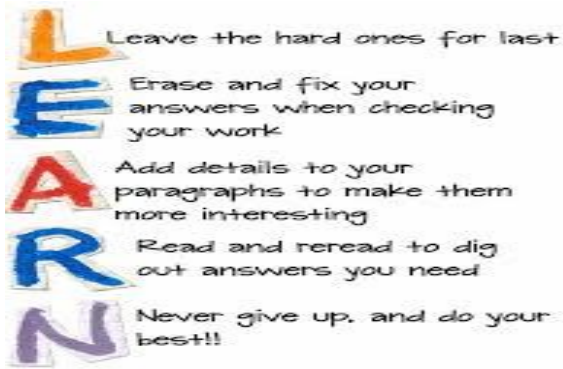 L Leave the hard ones for last
E Erase and fix your
answers when checking
your work
A Add details to your
paragraphs to make them
more interesting
R Read and reread to dig
out answers you need
N Never give up. and do your
best!!